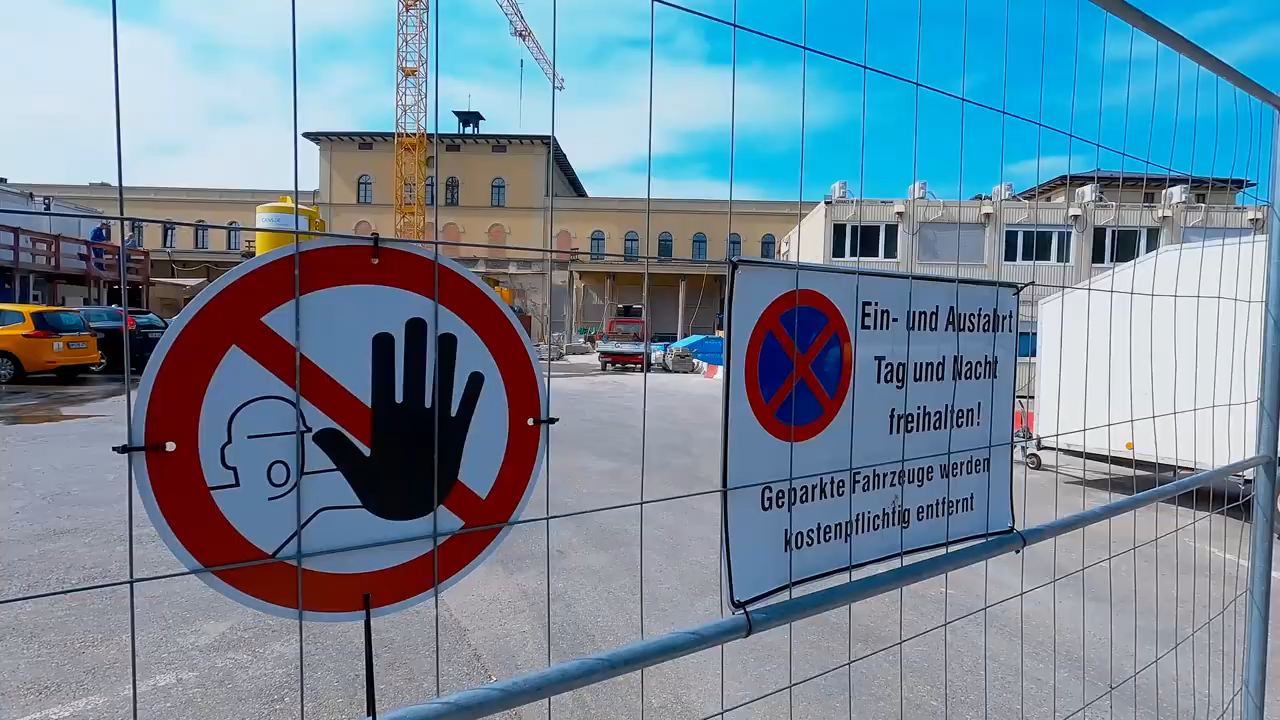 Ein- und Ausfahrt
Tag und Nacht
freihalten!
Geparkte Fahrzeuge werden
kostenpflichtig entfernt